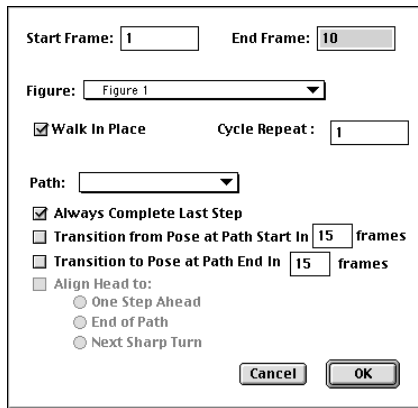 Start Frame: 1 End Frame: 10
Figure: Figure 1
Walk In Place Cycle Repeat : 1
Path:
Always Complete Last Step
Transition from Pose at Path Start In 15 frames
Transition to Pose at Path End In 15 frames
Align Head to:
One Step Ahead
End of Path
Next Sharp Turn
Cancel OK